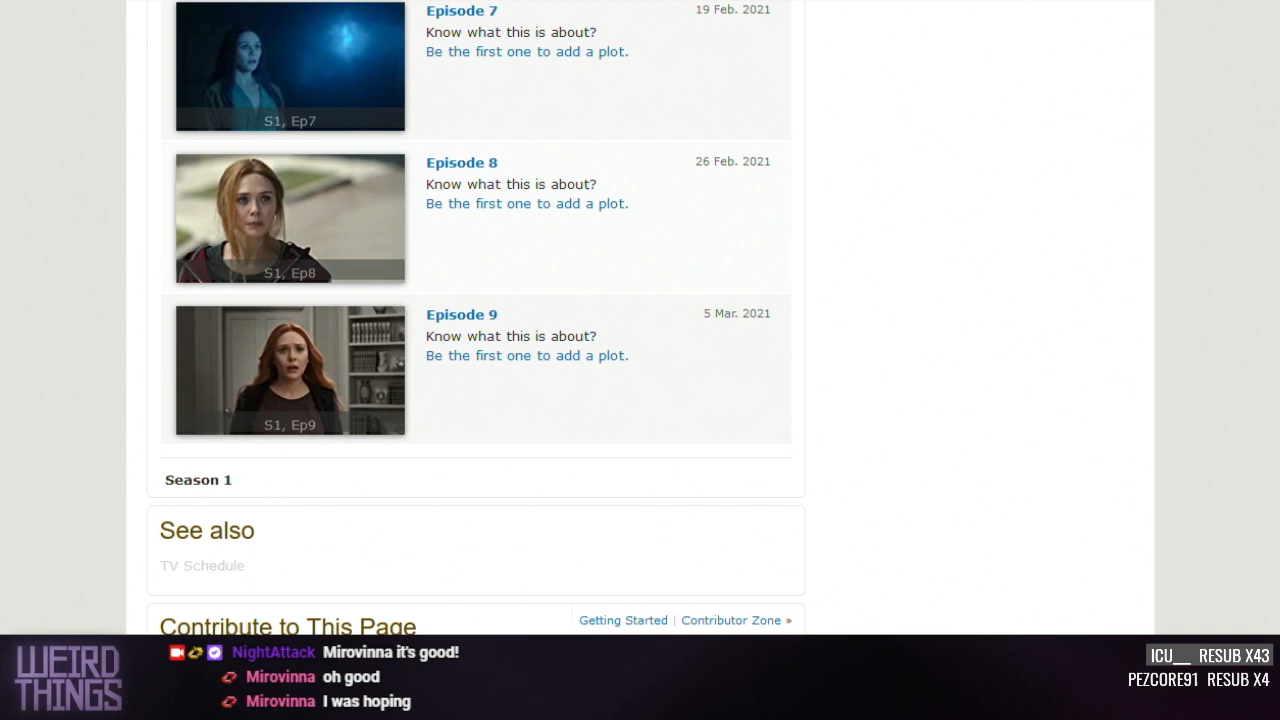 Episode 7
19 Feb. 2021
Know what this is about?
Be the first one to add a plot.
S1, Ep7
Episode 8
26 Feb. 2021
Know what this is about?
Be the first one to add a plot.
S1, Ep8
Episode 9
5 Mar. 2021
Know what this is about?
Be the first one to add a plot.
S1, Ep9
Season 1
See also
TV Schedule
Contribute to This Page
Getting Started | Contributor Zone »
WEIRD
THINGS
NightAttack Mirovinna it's good!
Mirovinna oh good
Mirovinna I was hoping
ICU__ RESUB X43
PEZCORE91 RESUB X4